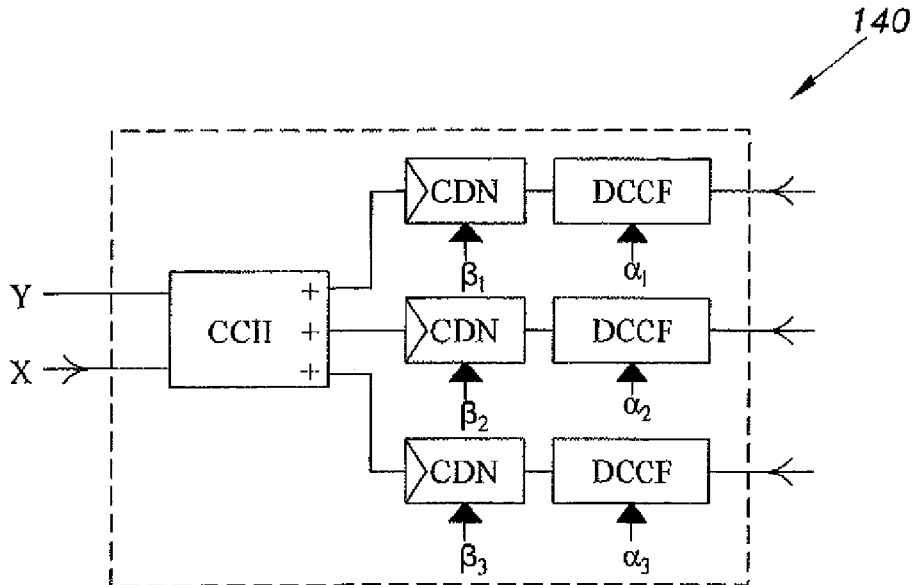 140
CDN DCCF
β₁ α₁
Y
X
CCII
+
+
+
CDN DCCF
β₂ α₂
CDN DCCF
β₃ α₃